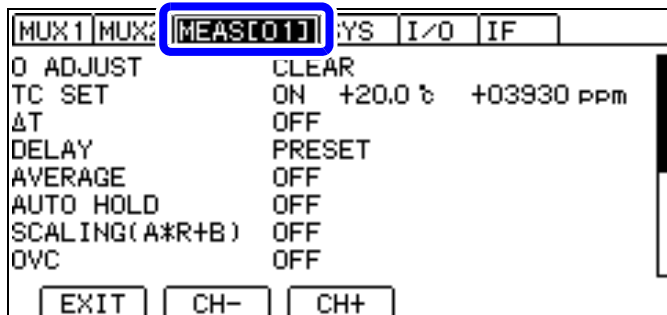 MUX1 MUX2 MEAS[01] SYS I/O IF
0 ADJUST CLEAR
TC SET ON +20.0 ℃ +03930 ppm
ΔT OFF
DELAY PRESET
AVERAGE OFF
AUTO HOLD OFF
SCALING(A*R+B) OFF
OVC OFF
EXIT CH- CH+